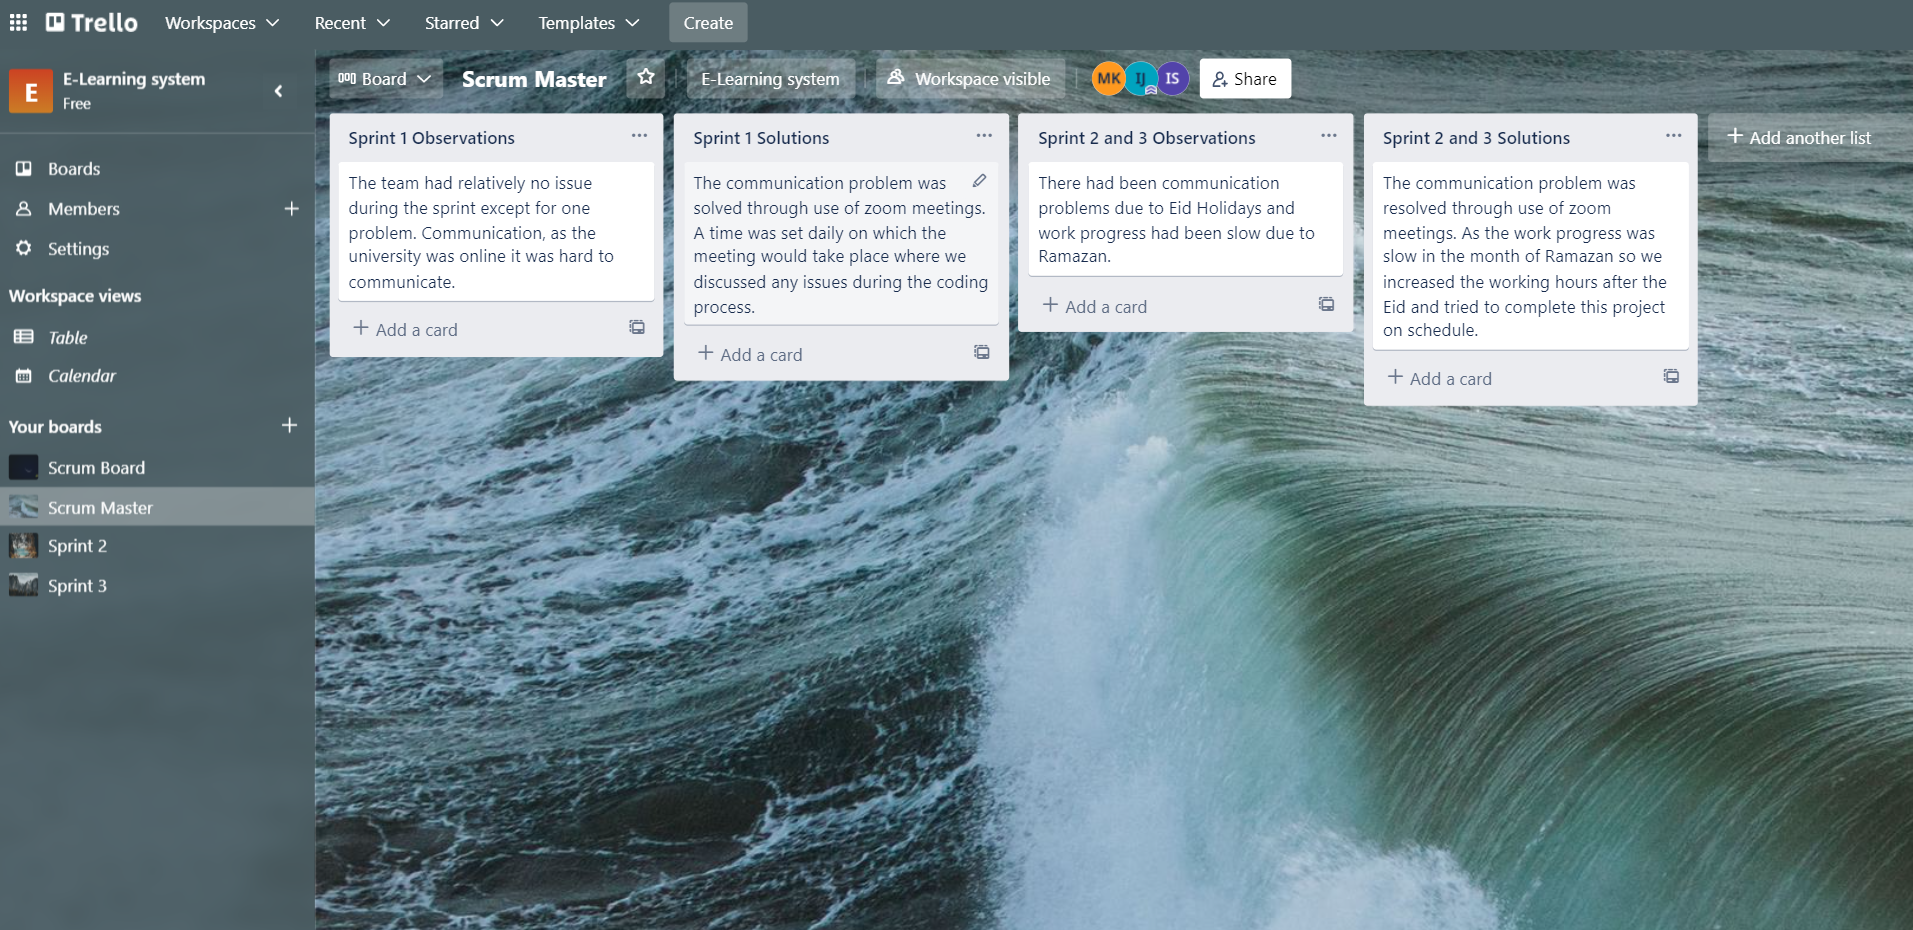 Trello
Workspaces
Recent
Starred
Templates
Create
E
E-Learning system
Free
Boards
Members
Settings
Workspace views
Table
Calendar
Your boards
Scrum Board
Scrum Master
Sprint 2
Sprint 3
Board
Scrum Master
E-Learning system
Workspace visible
MK
IJ
IS
Share
Sprint 1 Observations
The team had relatively no issue
during the sprint except for one
problem. Communication, as the
university was online it was hard to
communicate.
Add a card
Sprint 1 Solutions
The communication problem was
solved through use of zoom meetings.
A time was set daily on which the
meeting would take place where we
discussed any issues during the coding
process.
Add a card
Sprint 2 and 3 Observations
There had been communication
problems due to Eid Holidays and
work progress had been slow due to
Ramazan.
Add a card
Sprint 2 and 3 Solutions
The communication problem was
resolved through use of zoom
meetings. As the work progress was
slow in the month of Ramazan so we
increased the working hours after the
Eid and tried to complete this project
on schedule.
Add a card
Add another list